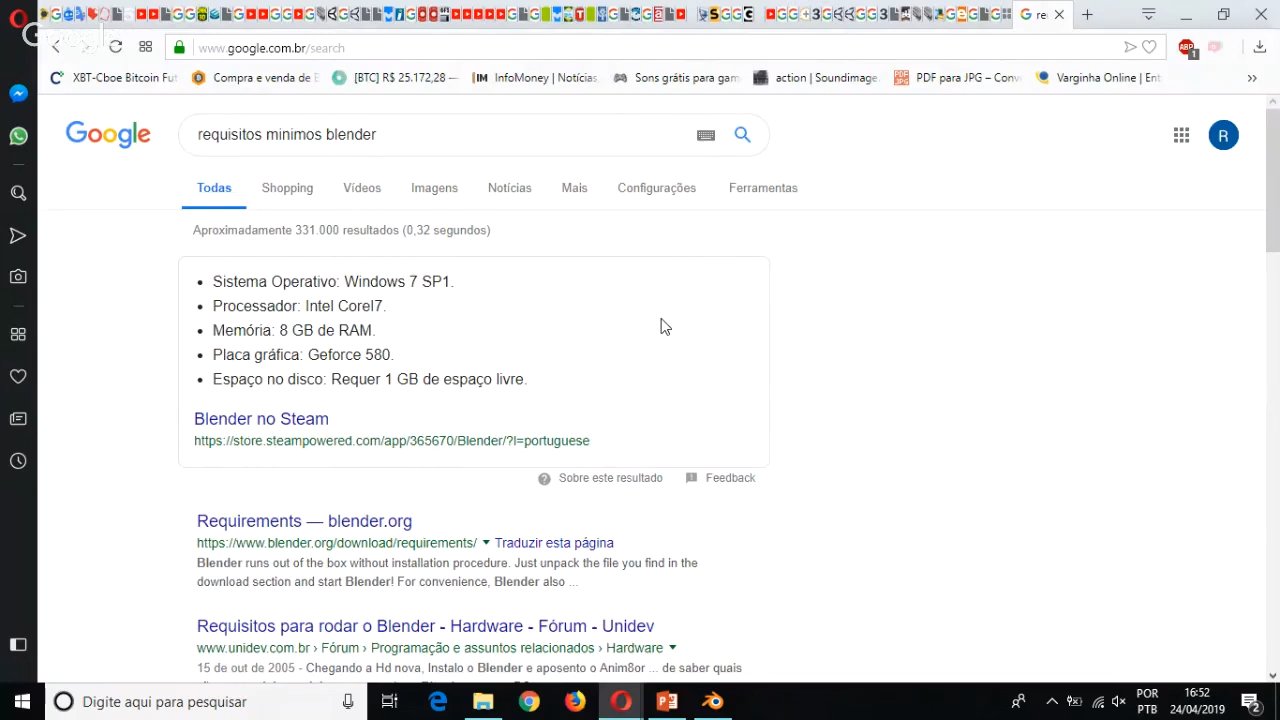 www.google.com.br/search
XBT-Cboe Bitcoin Fut
Compra e venda de
[BTC] R$ 25.172,28 —
InfoMoney | Notícias
Sons grátis para gam
action | Soundimage
PDF para JPG – Conv
Varginha Online | Ent
Google
requisitos minimos blender
R
Todas
Shopping
Vídeos
Imagens
Notícias
Mais
Configurações
Ferramentas
Aproximadamente 331.000 resultados (0,32 segundos)
Sistema Operativo: Windows 7 SP1.
Processador: Intel CoreI7.
Memória: 8 GB de RAM.
Placa gráfica: Geforce 580.
Espaço no disco: Requer 1 GB de espaço livre.
Blender no Steam
https://store.steampowered.com/app/365670/Blender/?l=portuguese
Sobre este resultado
Feedback
Requirements — blender.org
https://www.blender.org/download/requirements/ Traduzir esta página
Blender runs out of the box without installation procedure. Just unpack the file you find in the
download section and start Blender! For convenience, Blender also ...
Requisitos para rodar o Blender - Hardware - Fórum - Unidev
www.unidev.com.br › Fórum › Programação e assuntos relacionados › Hardware
15 de out de 2005 - Chegando a Hd nova, Instalo o Blender e aposento o Anim8or ... de saber quais
Digite aqui para pesquisar
POR
PTB
16:52
24/04/2019
2